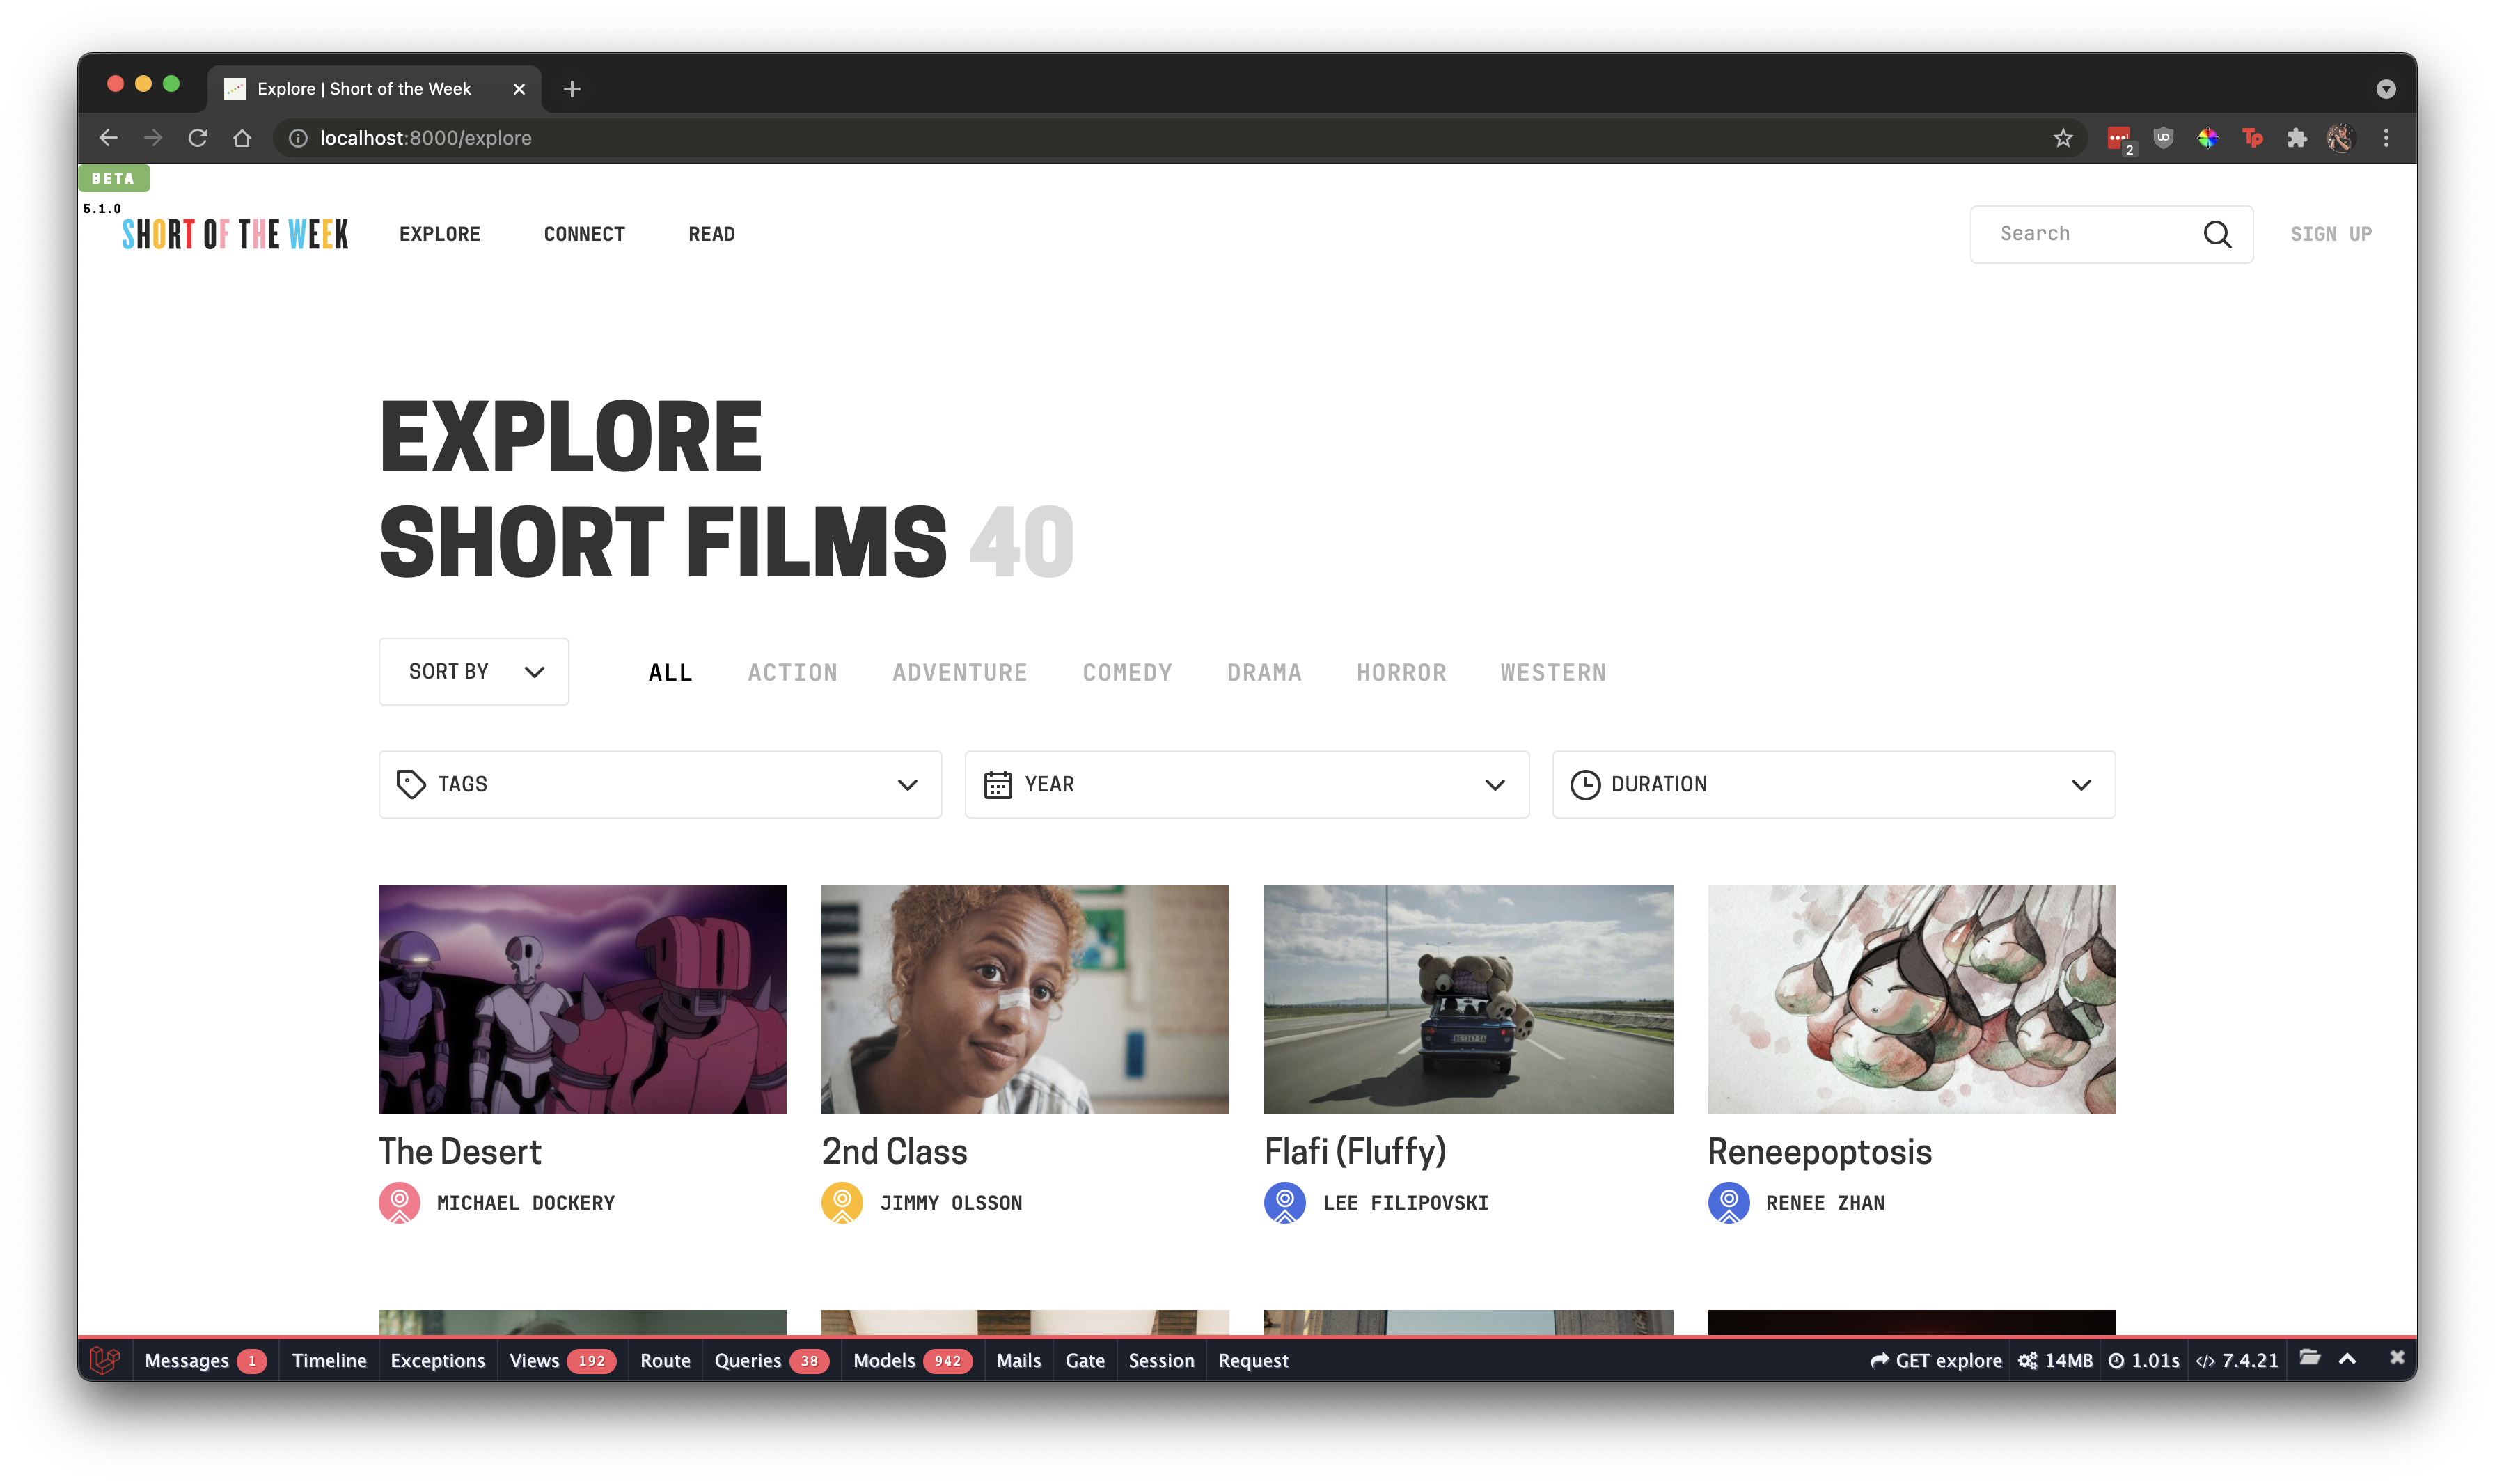 Explore | Short of the Week
localhost:8000/explore
2
BETA
5.1.0
SHORT OF THE WEEK
EXPLORE
CONNECT
READ
Search
SIGN UP
EXPLORE
SHORT FILMS 40
SORT BY
ALL
ACTION
ADVENTURE
COMEDY
DRAMA
HORROR
WESTERN
TAGS
YEAR
DURATION
The Desert
MICHAEL DOCKERY
2nd Class
JIMMY OLSSON
Flafi (Fluffy)
LEE FILIPOVSKI
Reneepoptosis
RENEE ZHAN
Messages 1
Timeline
Exceptions
Views 192
Route
Queries 38
Models 942
Mails
Gate
Session
Request
GET explore
14MB
1.01s
7.4.21